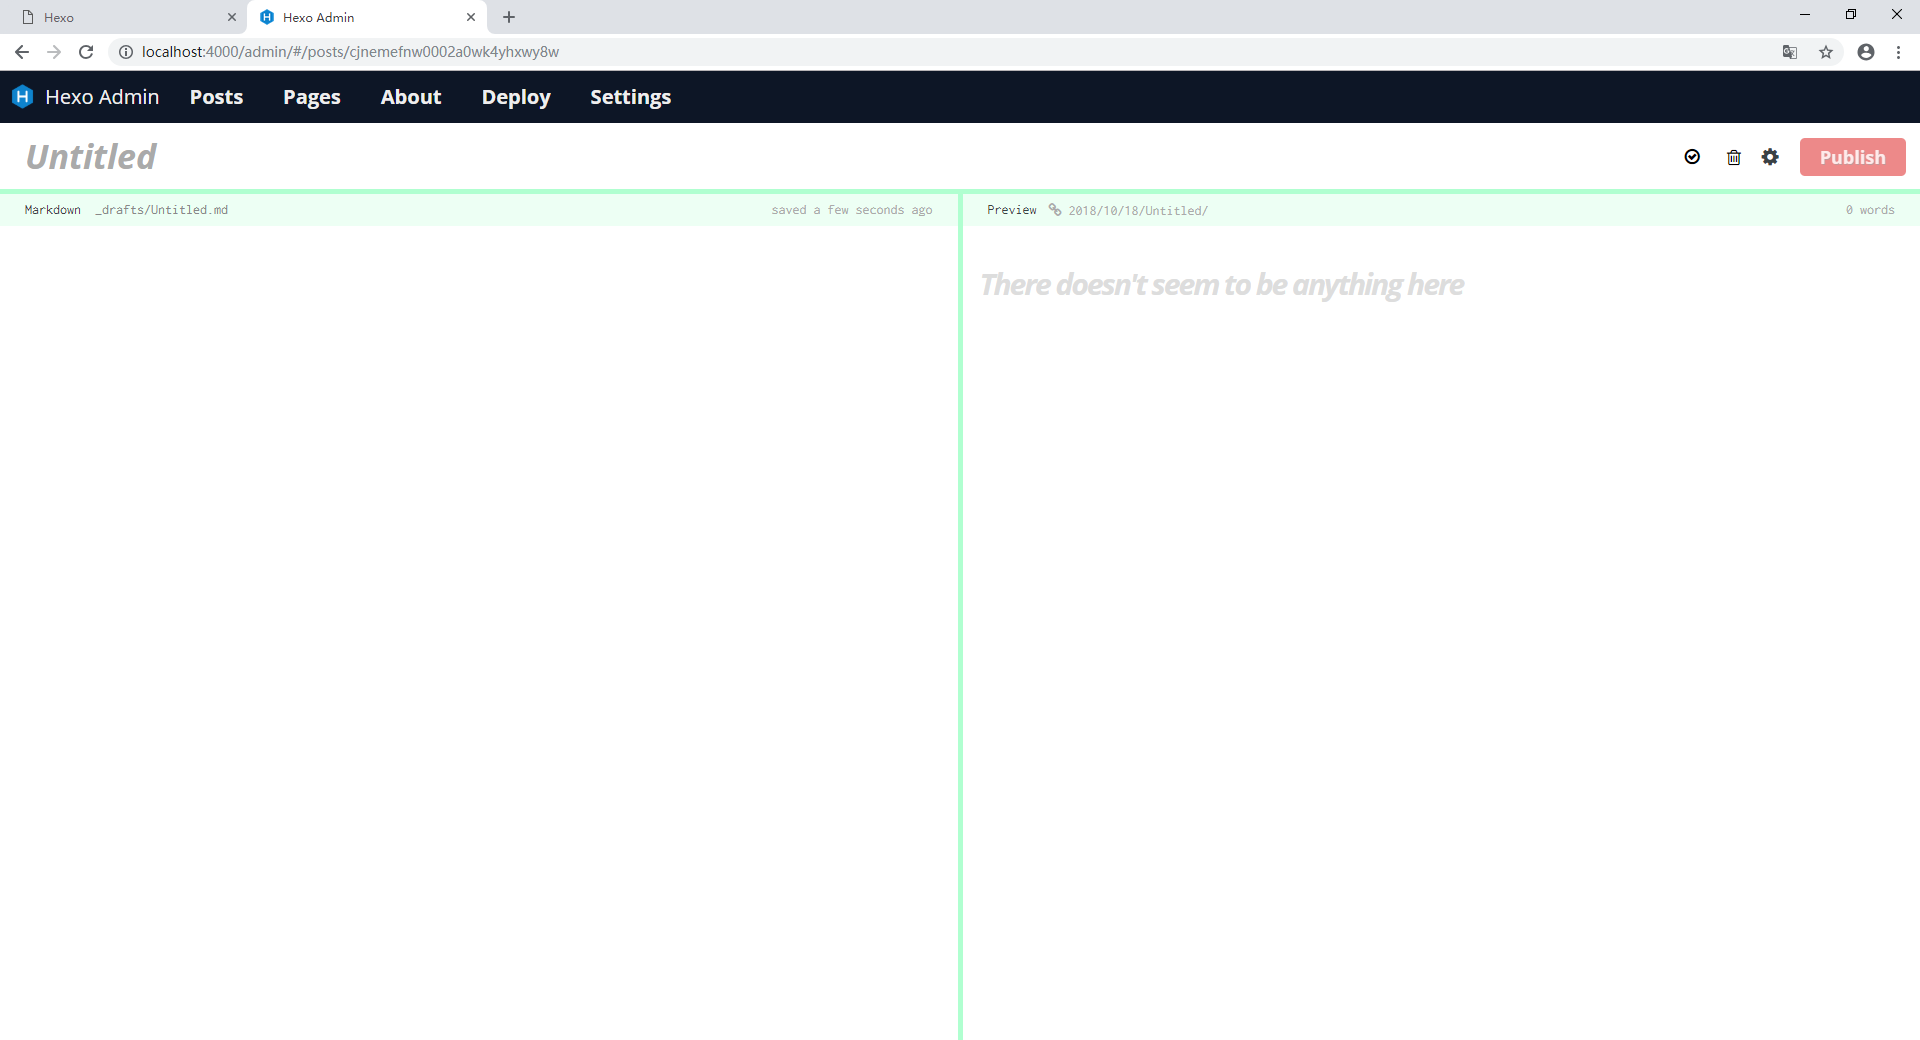 Hexo
Hexo Admin
localhost:4000/admin/#/posts/cjnemefnw0002a0wk4yhxwy8w
Hexo Admin Posts Pages About Deploy Settings
Untitled
Publish
Markdown _drafts/Untitled.md saved a few seconds ago
Preview 2018/10/18/Untitled/ 0 words
There doesn't seem to be anything here